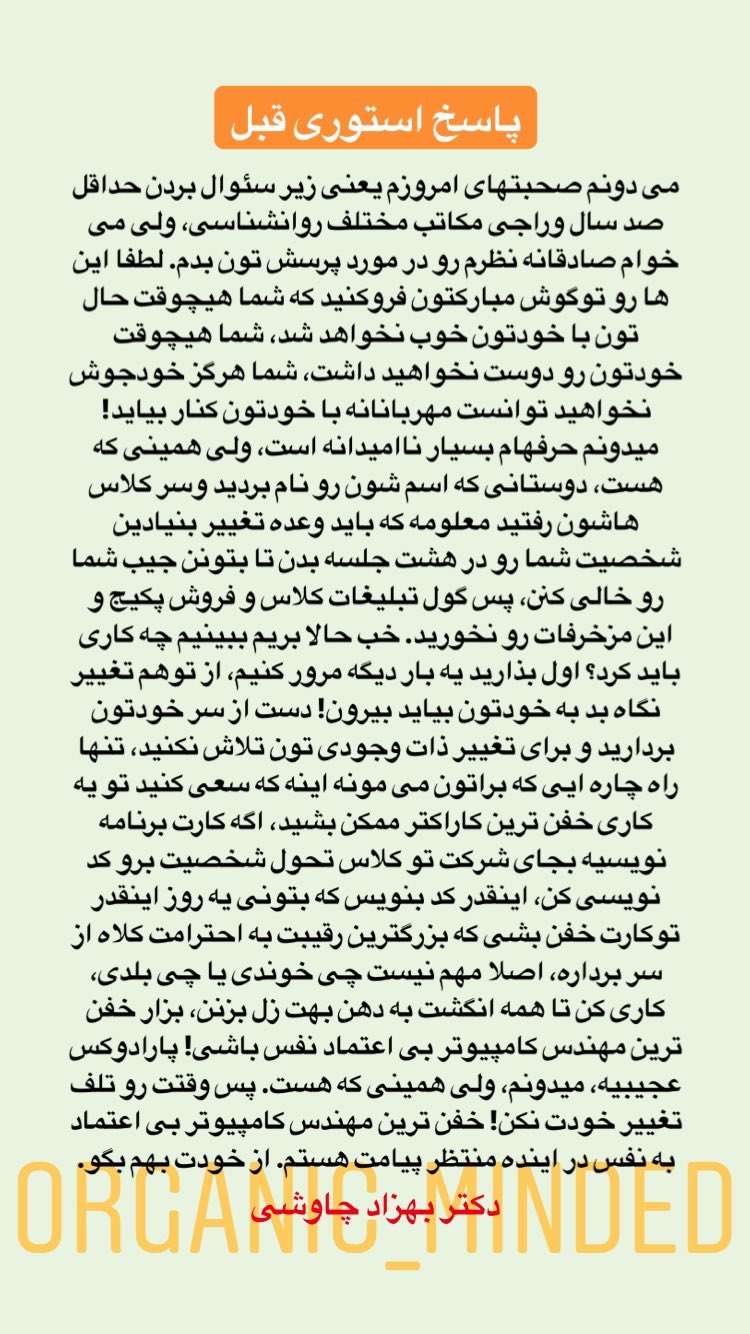 پاسخ استوری قبل
می دونم صحبتهای امروزم یعنی زیر سئوال بردن حداقل
صد سال وراجی مکاتب مختلف روانشناسی، ولی می
خوام صادقانه نظرم رو در مورد پرسش تون بدم. لطفا این
ها رو توگوش مبارکتون فروکنید که شما هیچوقت حال
تون با خودتون خوب نخواهد شد، شما هیچوقت
خودتون رو دوست نخواهید داشت، شما هرگز خودجوش
نخواهید توانست مهربانانه با خودتون کنار بیاید!
میدونم حرفهام بسیار ناامیدانه است، ولی همینی که
هست، دوستانی که اسم شون رو نام بردید وسر کلاس
هاشون رفتید معلومه که باید وعده تغییر بنیادین
شخصیت شما رو در هشت جلسه بدن تا بتونن جیب شما
رو خالی کنن، پس گول تبلیغات کلاس و فروش پکیج و
این مزخرفات رو نخورید. خب حالا بریم ببینیم چه کاری
باید کرد؟ اول بذارید یه بار دیگه مرور کنیم، از توهم تغییر
نگاه بد به خودتون بیاید بیرون! دست از سر خودتون
بردارید و برای تغییر ذات وجودی تون تلاش نکنید، تنها
راه چاره ایی که براتون می مونه اینه که سعی کنید تو یه
کاری خفن ترین کاراکتر ممکن بشید، اگه کارت برنامه
نویسیه بجای شرکت تو کلاس تحول شخصیت برو کد
نویسی کن، اینقدر کد بنویس که بتونی یه روز اینقدر
توکارت خفن بشی که بزرگترین رقیبت به احترامت کلاه از
سر برداره، اصلا مهم نیست چی خوندی یا چی بلدی،
کاری کن تا همه انگشت به دهن بهت زل بزنن، بزار خفن
ترین مهندس کامپیوتر بی اعتماد نفس باشی! پارادوکس
عجیبیه، میدونم، ولی همینی که هست. پس وقتت رو تلف
تغییر خودت نکن! خفن ترین مهندس کامپیوتر بی اعتماد
به نفس در اینده منتظر پیامت هستم. از خودت بهم بگو.
دکتر بهزاد چاوشی
ORGANIC_MINDED